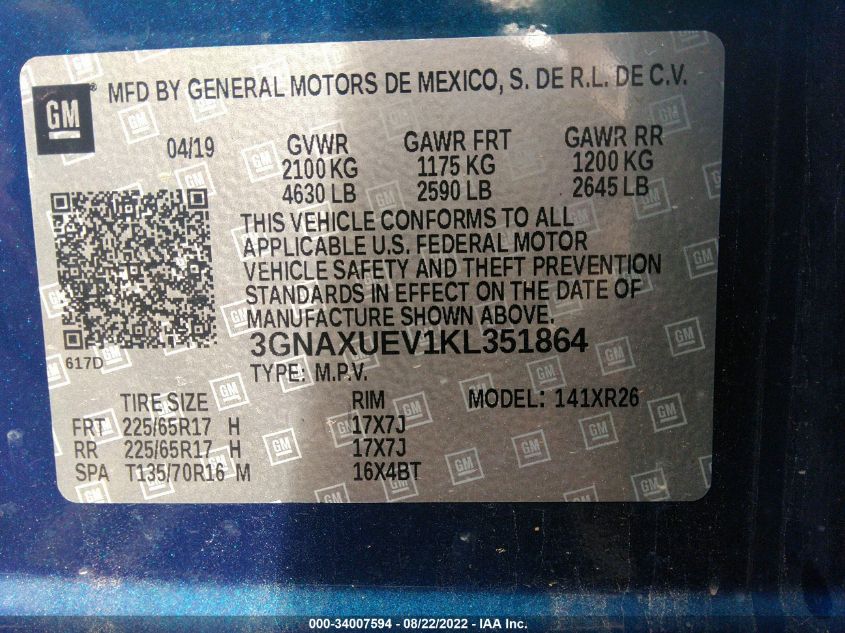 GM ® MFD BY GENERAL MOTORS DE MEXICO, S. DE R.L. DE C.V.
04/19 GVWR GAWR FRT GAWR RR
2100 KG 1175 KG 1200 KG
4630 LB 2590 LB 2645 LB
THIS VEHICLE CONFORMS TO ALL
APPLICABLE U.S. FEDERAL MOTOR
VEHICLE SAFETY AND THEFT PREVENTION
STANDARDS IN EFFECT ON THE DATE OF
MANUFACTURE SHOWN ABOVE.
3GNAXUEV1KL351864
617D
TYPE: M.P.V.
TIRE SIZE RIM MODEL: 141XR26
FRT 225/65R17 H 17X7J
RR 225/65R17 H 17X7J
SPA T135/70R16 M 16X4BT
000-34007594 - 08/22/2022 - IAA Inc.